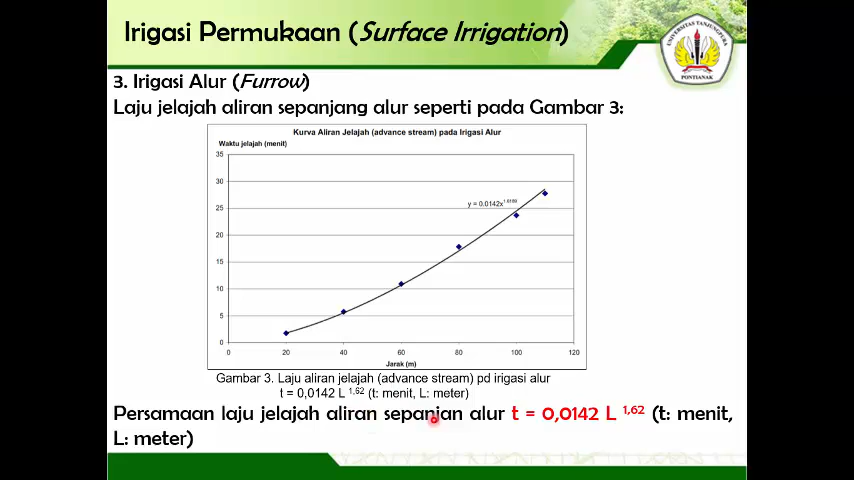 Irigasi Permukaan (Surface Irrigation)
UNIVERSITAS TANJUNGPURA
PONTIANAK
3. Irigasi Alur (Furrow)
Laju jelajah aliran sepanjang alur seperti pada Gambar 3:
Kurva Aliran Jelajah (advance stream) pada Irigasi Alur
Waktu jelajah (menit)
35
30
25
20
15
10
5
0
y = 0.0142x
0 20 40 60 80 100 120
Jarak (m)
Gambar 3. Laju aliran jelajah (advance stream) pd irigasi alur
t = 0,0142 L 1,62 (t: menit, L: meter)
Persamaan laju jelajah aliran sepanjan alur t = 0,0142 L 1,62 (t: menit,
L: meter)